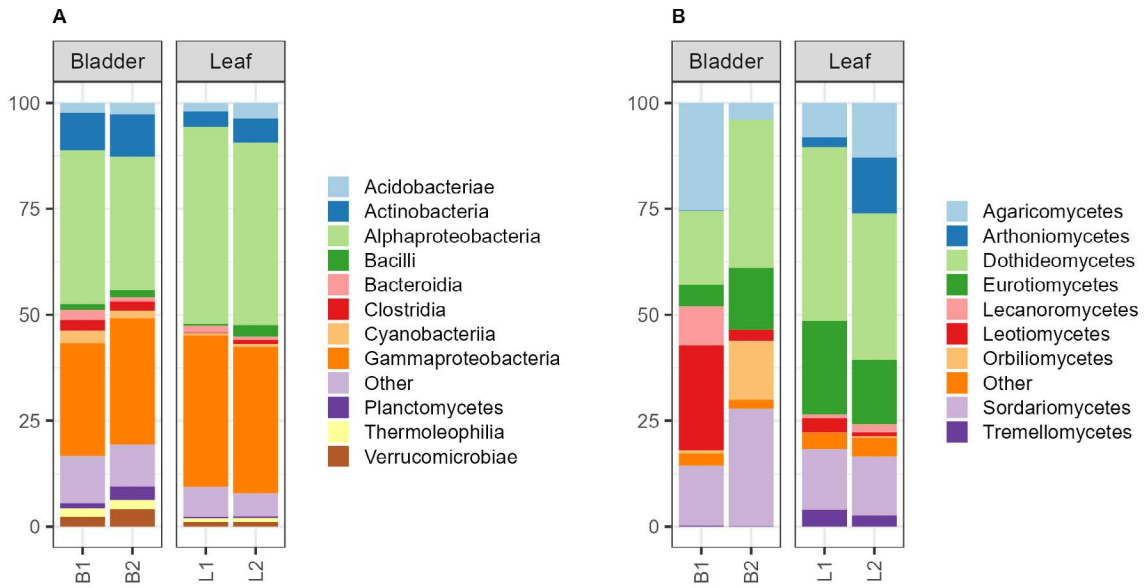 A
Bladder
Leaf
100
75
50
25
0
B1
B2
L1
L2
Acidobacteriae
Actinobacteria
Alphaproteobacteria
Bacilli
Bacteroidia
Clostridia
Cyanobacteriia
Gammaproteobacteria
Other
Planctomycetes
Thermoleophilia
Verrucomicrobiae
B
Bladder
Leaf
100
75
50
25
0
B1
B2
L1
L2
Agaricomycetes
Arthoniomycetes
Dothideomycetes
Eurotiomycetes
Lecanoromycetes
Leotiomycetes
Orbiliomycetes
Other
Sordariomycetes
Tremellomycetes